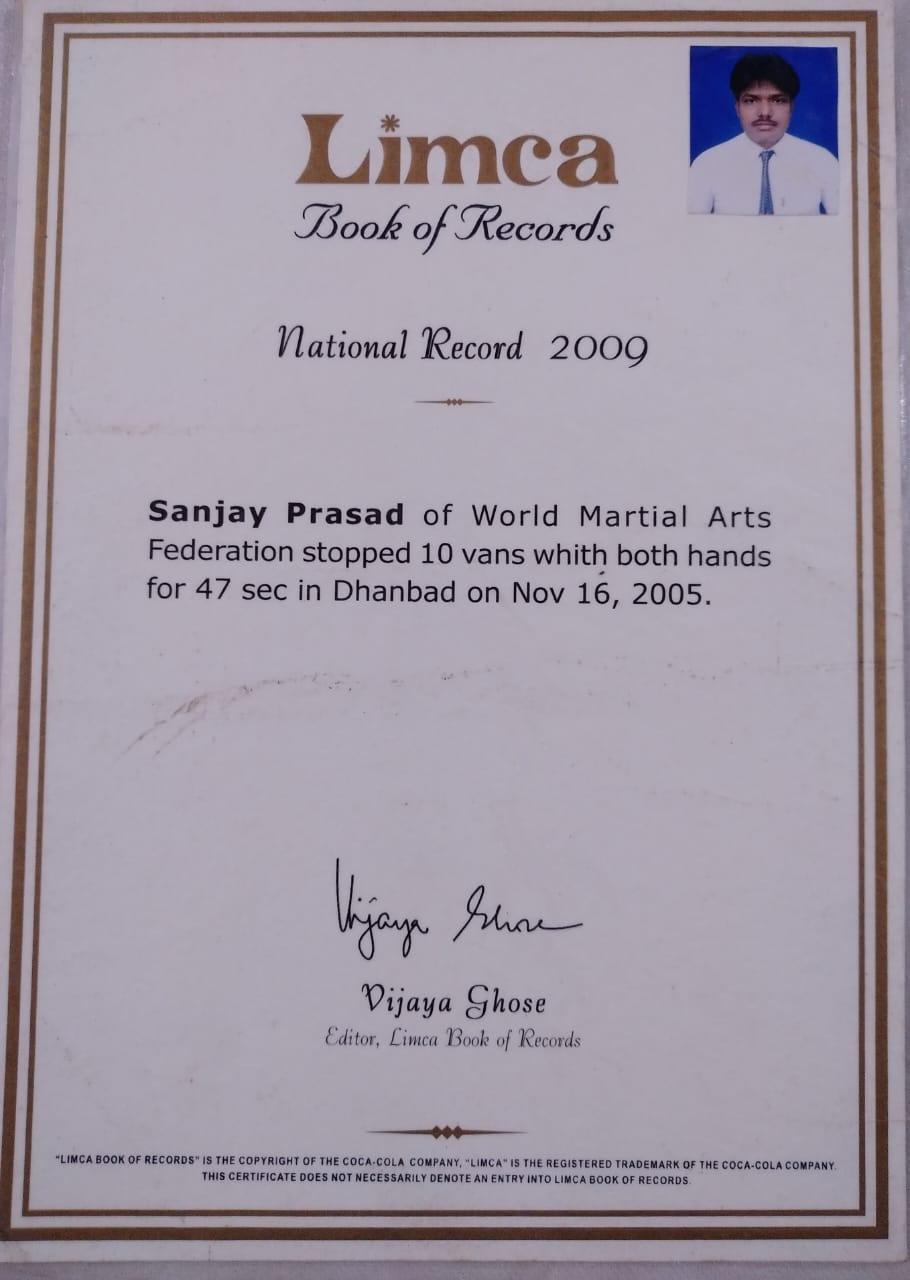 Limca
Book of Records
National Record 2009
Sanjay Prasad of World Martial Arts
Federation stopped 10 vans whith both hands
for 47 sec in Dhanbad on Nov 16, 2005.
Vijaya Ghose
Vijaya Ghose
Editor, Limca Book of Records
"LIMCA BOOK OF RECORDS" IS THE COPYRIGHT OF THE COCA-COLA COMPANY, "LIMCA" IS THE REGISTERED TRADEMARK OF THE COCA-COLA COMPANY.
THIS CERTIFICATE DOES NOT NECESSARILY DENOTE AN ENTRY INTO LIMCA BOOK OF RECORDS.